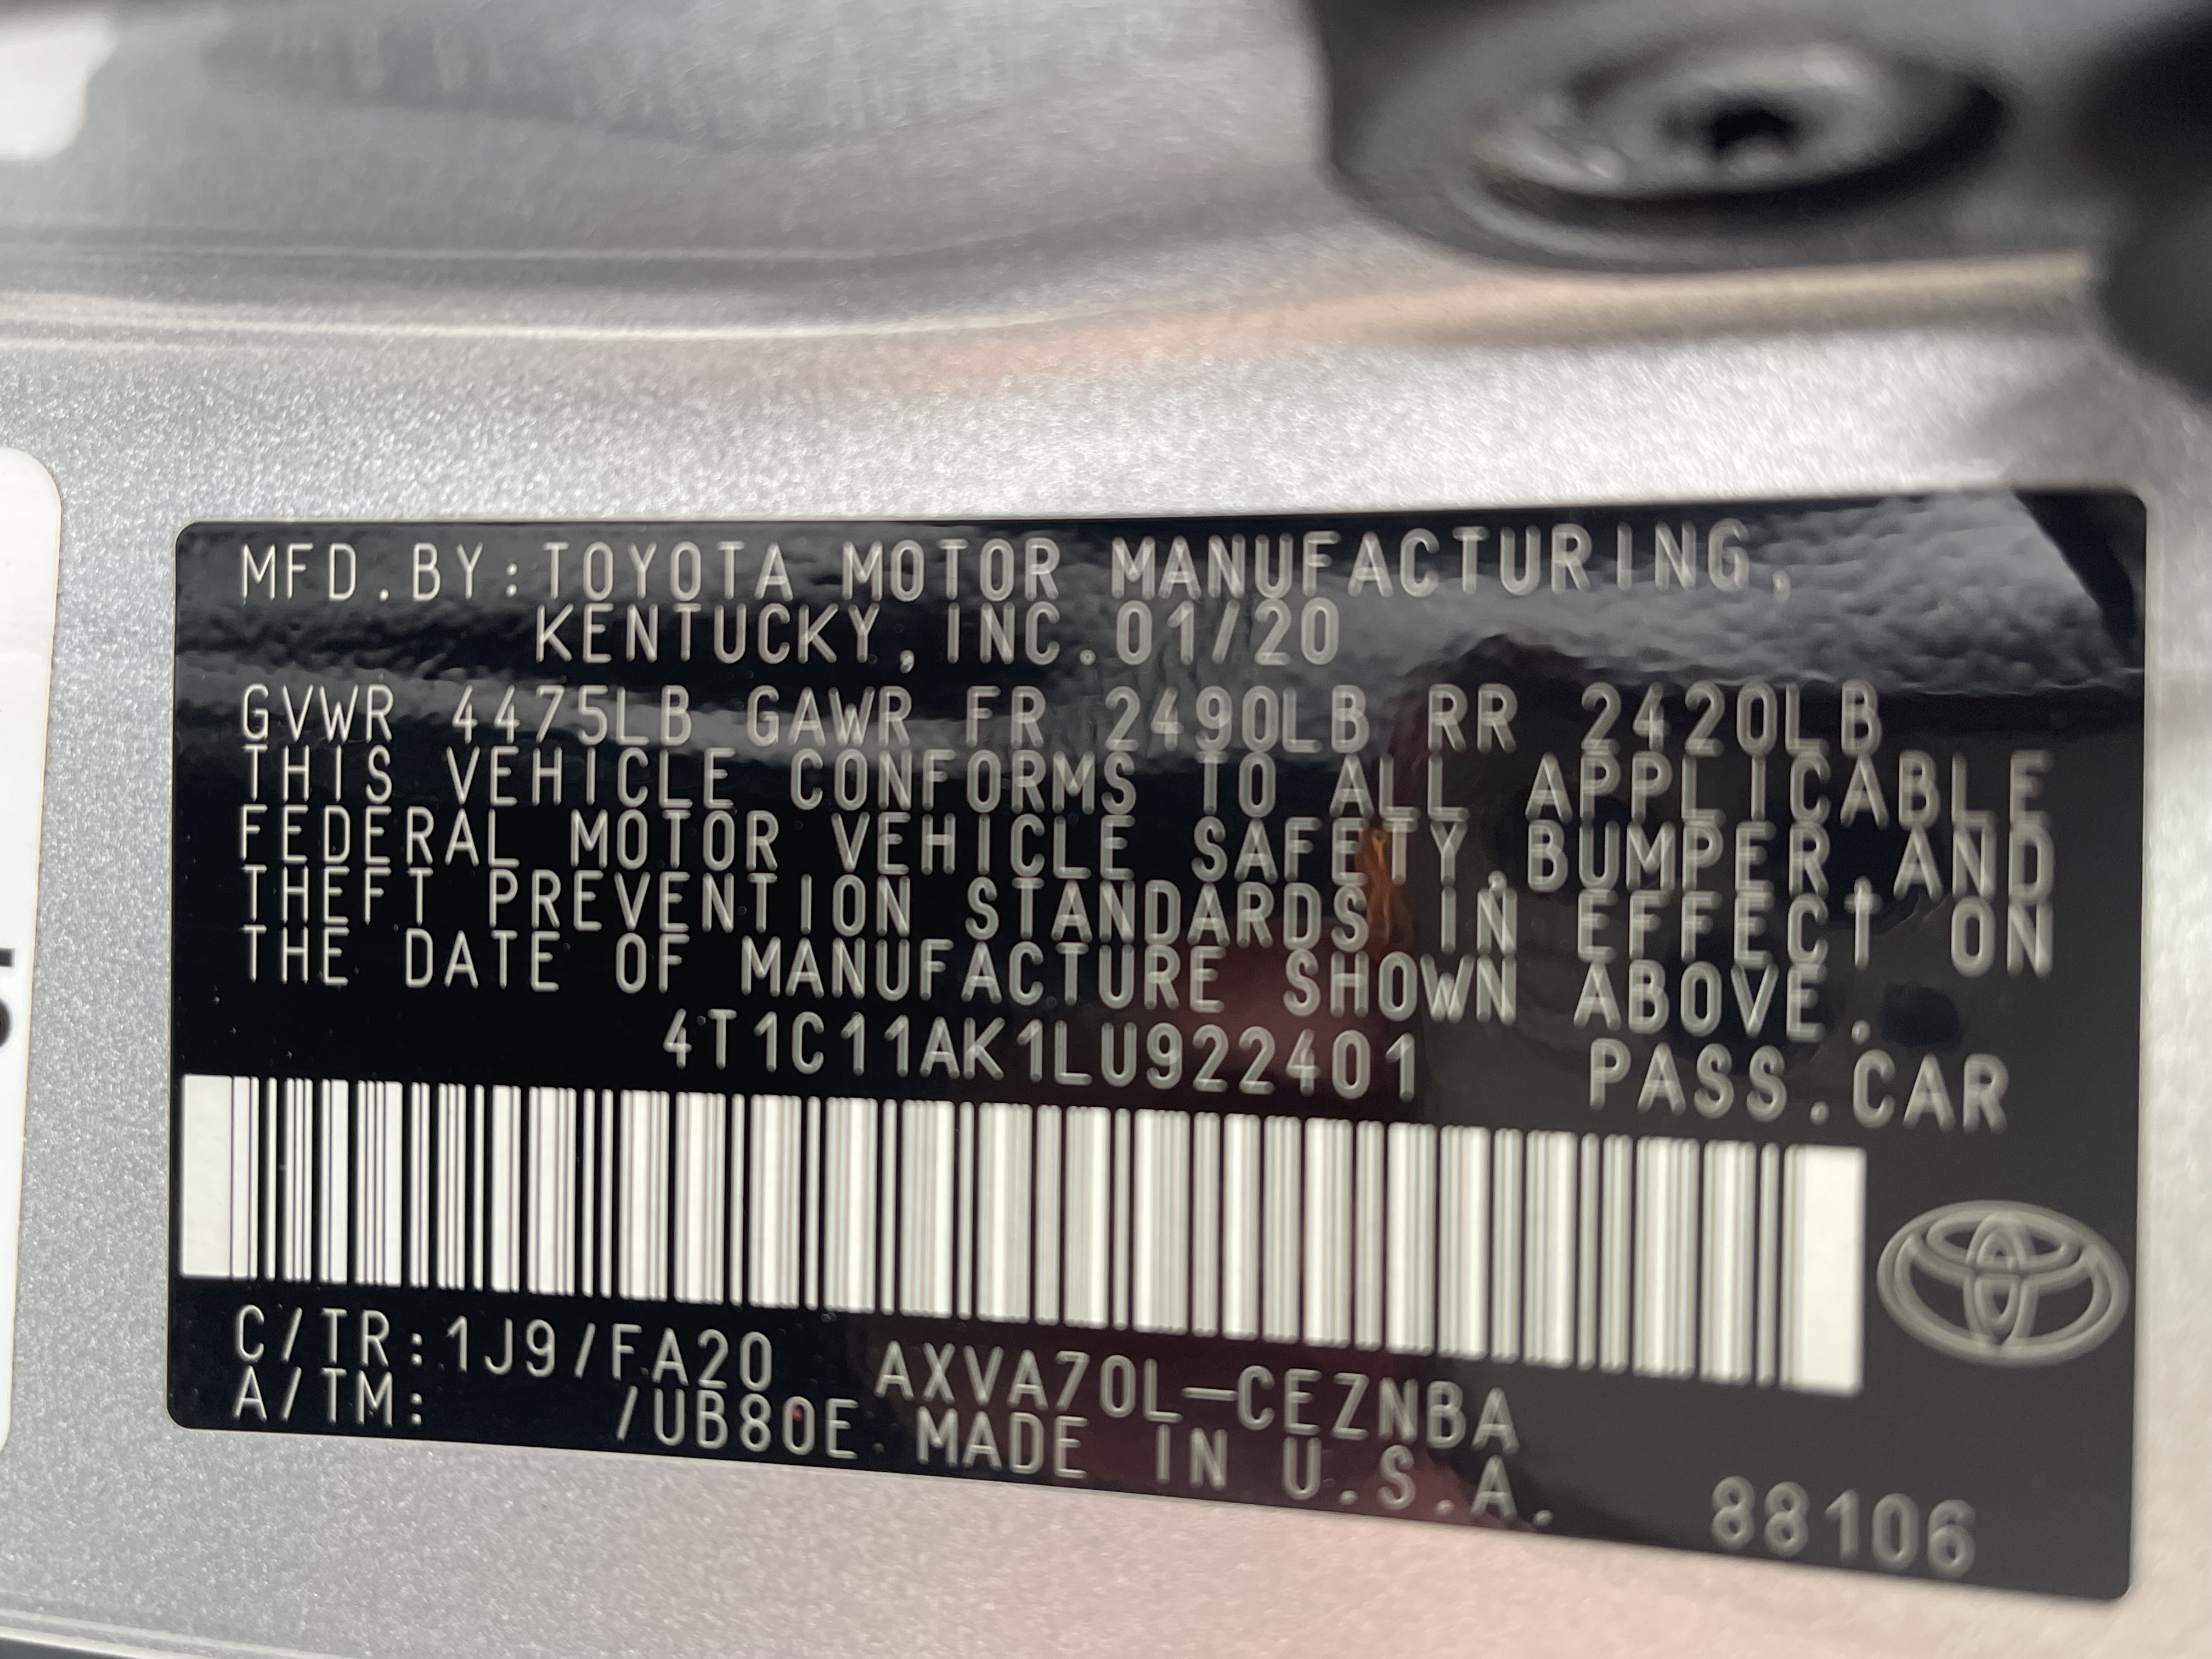 MFD.BY:TOYOTA MOTOR MANUFACTURING,
KENTUCKY,INC.01/20
GVWR 4475LB GAWR FR 2490LB RR 2420LB
THIS VEHICLE CONFORMS TO ALL APPLICABLE
FEDERAL MOTOR VEHICLE SAFETY,BUMPER,AND
THEFT PREVENTION STANDARDS IN EFFECT ON
THE DATE OF MANUFACTURE SHOWN ABOVE.
4T1C11AK1LU922401 PASS.CAR
C/TR:1J9/FA20 AXVA70L-CEZNBA
A/TM: /UB80E MADE IN U.S.A.
88106